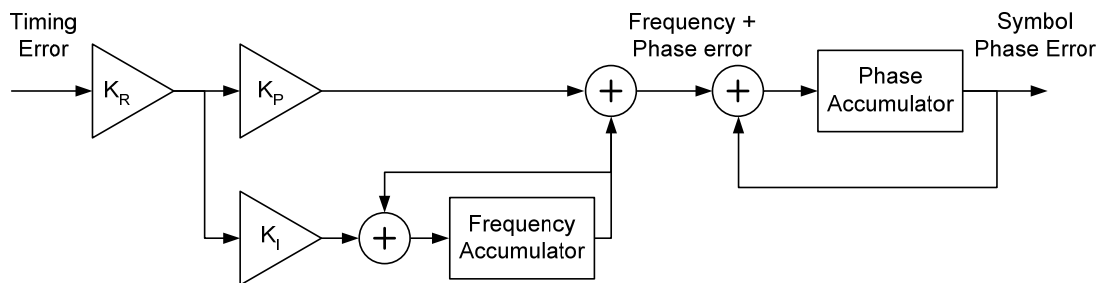 Timing
Error
K_R
K_P
+
Frequency +
Phase error
+
Phase
Accumulator
Symbol
Phase Error
K_I
+
Frequency
Accumulator